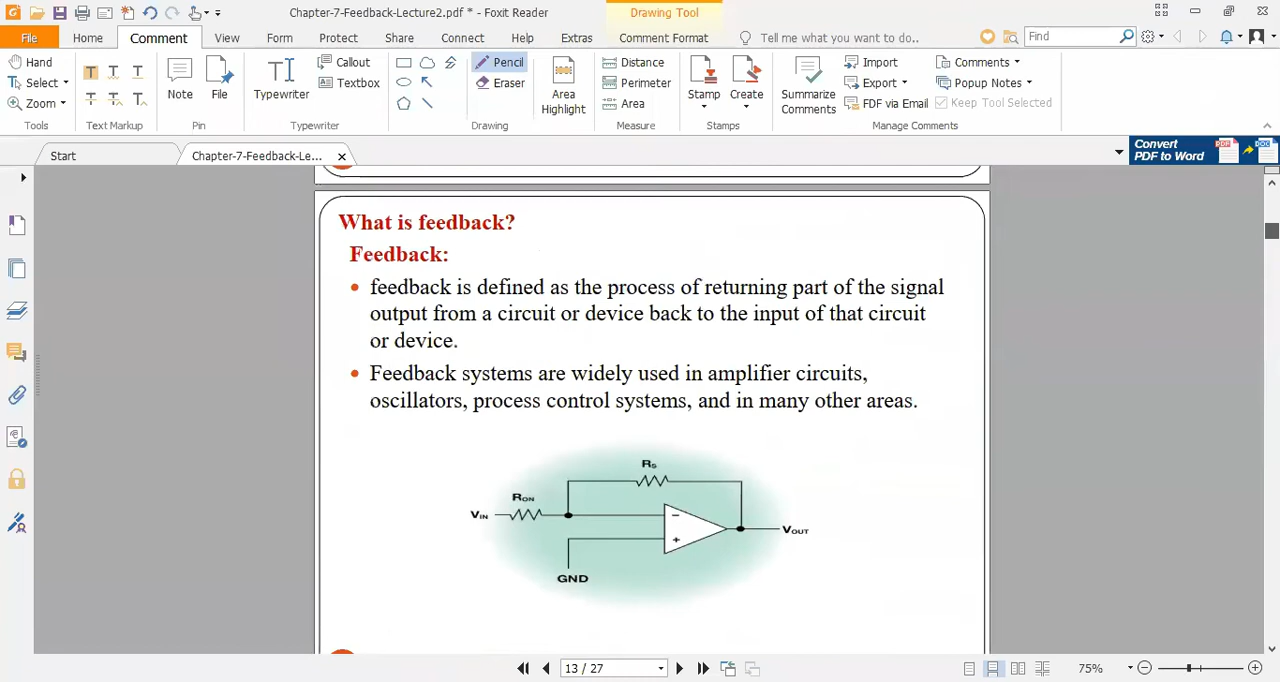 Chapter-7-Feedback-Lecture2.pdf * - Foxit Reader
Drawing Tool
File Home Comment View Form Protect Share Connect Help Extras Comment Format Tell me what you want to do.. Find
Hand
Select
Zoom
Tools
Text Markup
Note
File
Pin
Typewriter
Callout
Textbox
Typewriter
Pencil
Eraser
Drawing
Area
Highlight
Distance
Perimeter
Area
Measure
Stamp
Create
Stamps
Summarize
Comments
Import
Export
FDF via Email
Comments
Popup Notes
Keep Tool Selected
Manage Comments
Start
Chapter-7-Feedback-Le...
Convert
PDF to Word
What is feedback?
Feedback:
• feedback is defined as the process of returning part of the signal
output from a circuit or device back to the input of that circuit
or device.
• Feedback systems are widely used in amplifier circuits,
oscillators, process control systems, and in many other areas.
RS
RON
VIN
−
+
VOUT
GND
13 / 27
75%